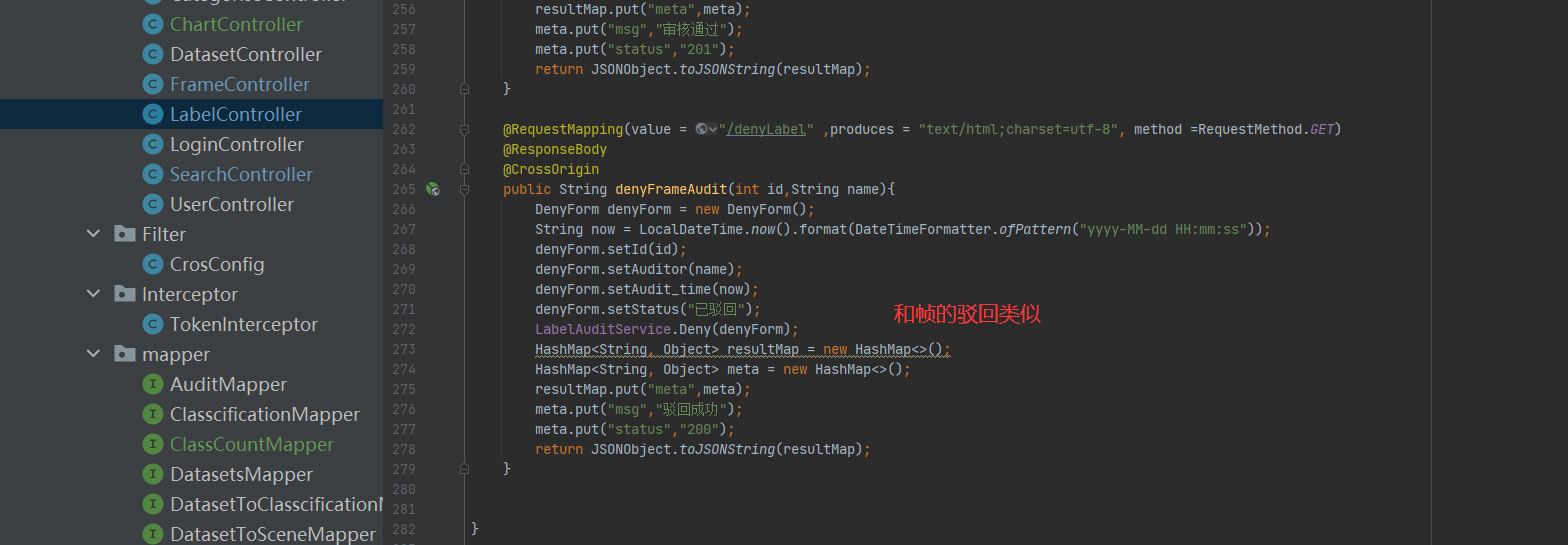 CategoriesController
ChartController
DatasetController
FrameController
LabelController
LoginController
SearchController
UserController
Filter
CrosConfig
Interceptor
TokenInterceptor
mapper
AuditMapper
ClasscificationMapper
ClassCountMapper
DatasetsMapper
DatasetToClasscification
DatasetToSceneMapper
256 resultMap.put("meta",meta);
257 meta.put("msg","审核通过");
258 meta.put("status","201");
259 return JSONObject.toJSONString(resultMap);
260 }
261
262 @RequestMapping(value = "/denyLabel" ,produces = "text/html;charset=utf-8", method =RequestMethod.GET)
263 @ResponseBody
264 @CrossOrigin
265 public String denyFrameAudit(int id,String name){
266 DenyForm denyForm = new DenyForm();
267 String now = LocalDateTime.now().format(DateTimeFormatter.ofPattern("yyyy-MM-dd HH:mm:ss"));
268 denyForm.setId(id);
269 denyForm.setAuditor(name);
270 denyForm.setAudit_time(now);
271 denyForm.setStatus("已驳回");
和帧的驳回类似
272 LabelAuditService.Deny(denyForm);
273 HashMap<String, Object> resultMap = new HashMap<>();
274 HashMap<String, Object> meta = new HashMap<>();
275 resultMap.put("meta",meta);
276 meta.put("msg","驳回成功");
277 meta.put("status","200");
278 return JSONObject.toJSONString(resultMap);
279 }
280
281
282 }